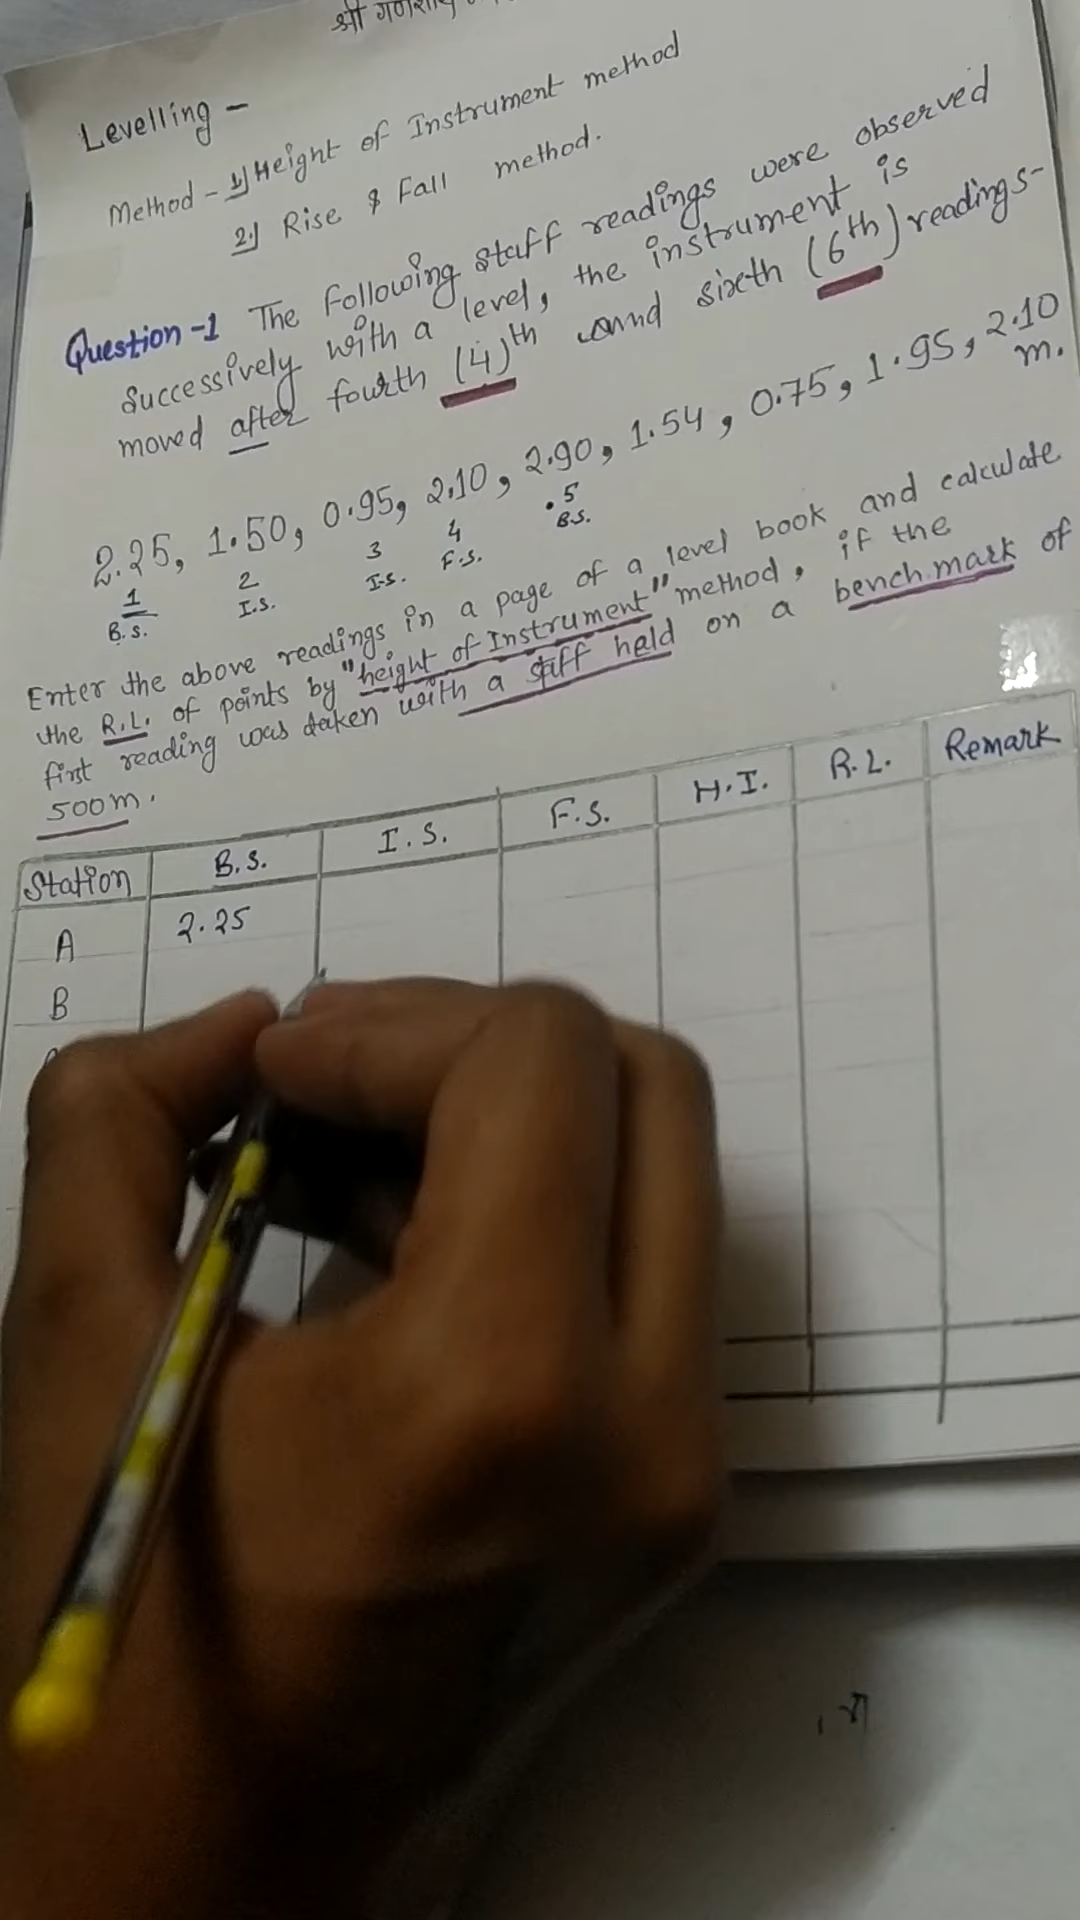 श्री
Levelling -
Method - 1) Height of Instrument method
2.) Rise & Fall method.
Question-1 The following staff readings were observed
successively with a level, the instrument is
moved after fourth (4)th and sixth (6th) readings-
2.25, 1.50, 0.95, 2.10, 2.90, 1.54, 0.75, 1.95, 2.10 m.
1 2 3 4 .5
B.S. I.S. I.S. F.S. B.S.
Enter the above readings in a page of a level book and calculate
the R.L. of points by "height of Instrument" method, if the
first reading was taken with a staff held on a benchmark of
500m.
Station B.S. I.S. F.S. H.I. R.L. Remark
A 2.25
B